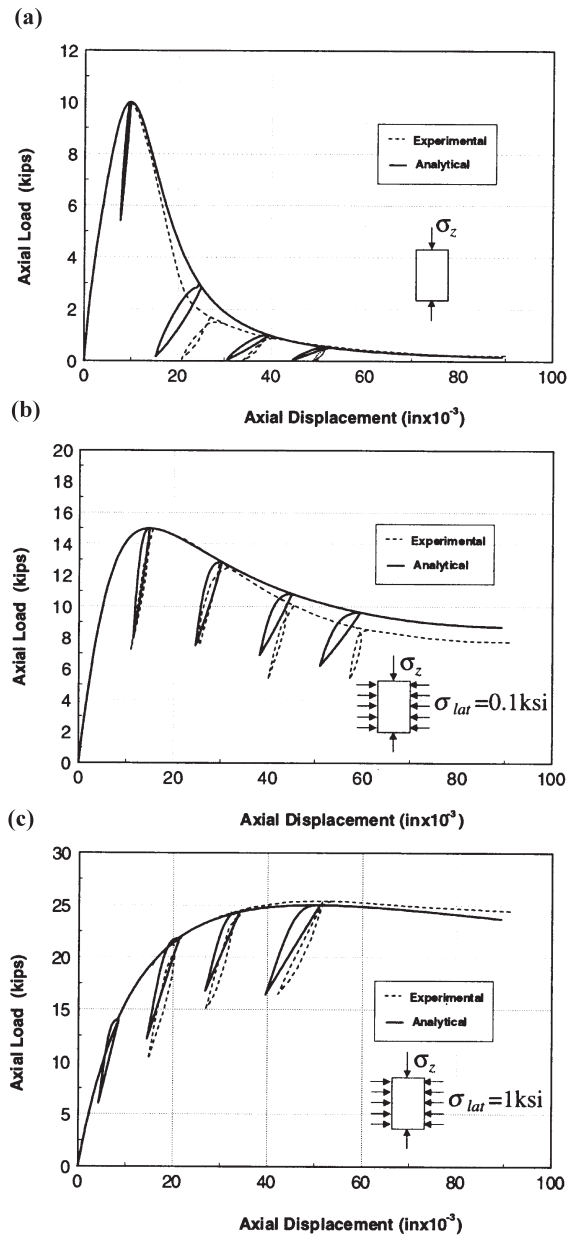 (a)
12
10
8
6
4
2
0
Axial Load (kips)
Experimental
Analytical
σz
0 20 40 60 80 100
Axial Displacement (inx10-3)
(b)
20
18
16
14
12
10
8
6
4
2
0
Axial Load (kips)
Experimental
Analytical
σz
σlat=0.1ksi
0 20 40 60 80 100
Axial Displacement (inx10-3)
(c)
30
25
20
15
10
5
0
Axial Load (kips)
Experimental
Analytical
σz
σlat=1ksi
0 20 40 60 80 100
Axial Displacement (inx10-3)